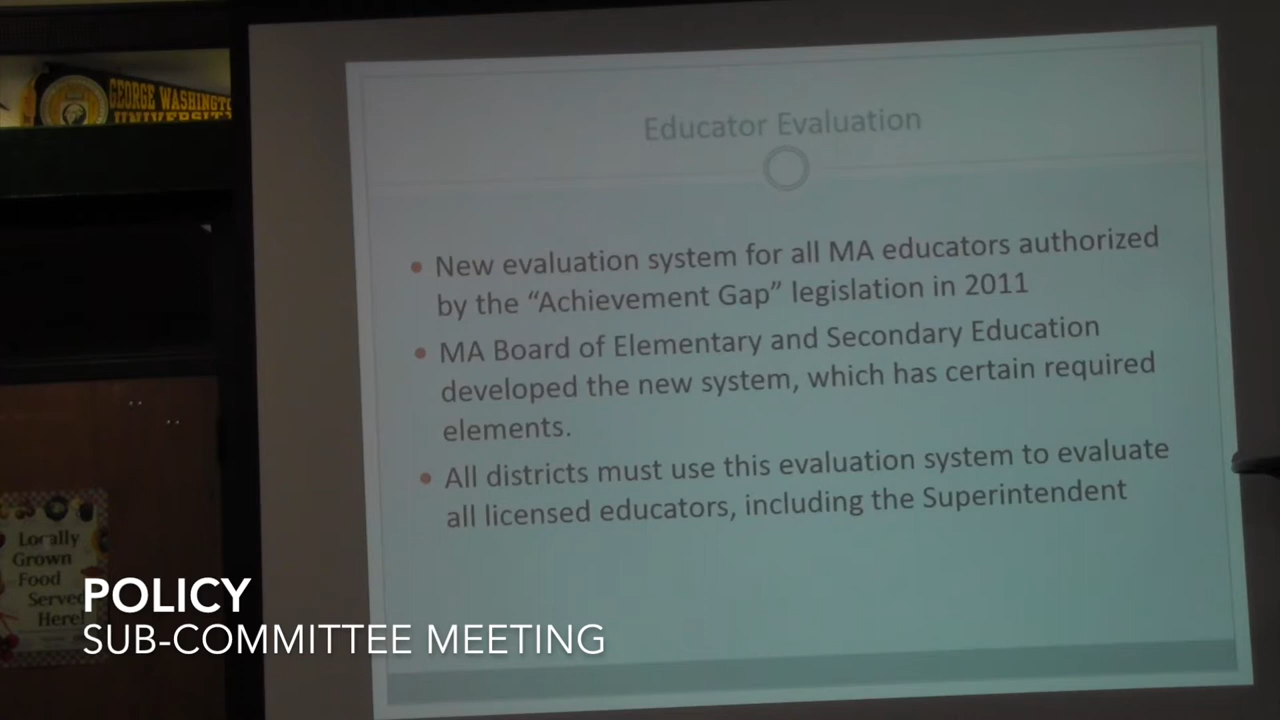 GEORGE WASHINGTO
UNIVERSITY
Educator Evaluation
• New evaluation system for all MA educators authorized
by the “Achievement Gap” legislation in 2011
• MA Board of Elementary and Secondary Education
developed the new system, which has certain required
elements.
• All districts must use this evaluation system to evaluate
all licensed educators, including the Superintendent
Locally
Grown
Food
Served
Here!
POLICY
SUB-COMMITTEE MEETING